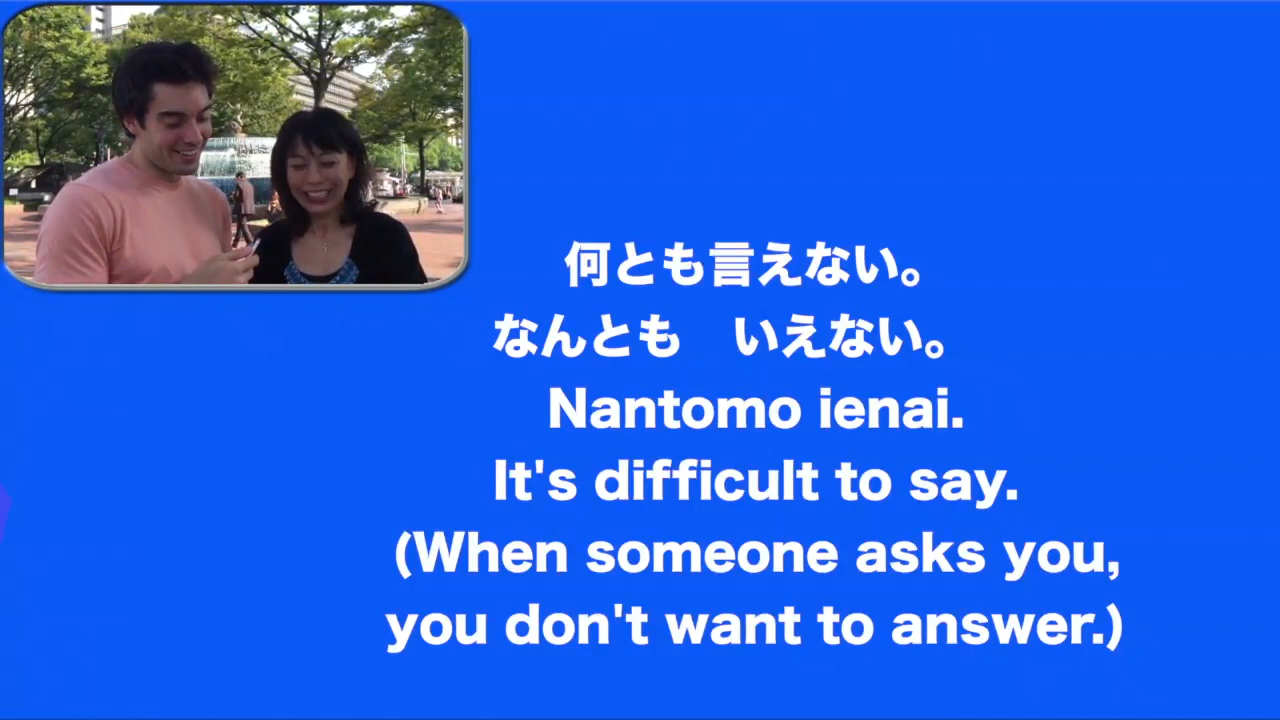 何とも言えない。
なんとも　いえない。
Nantomo ienai.
It's difficult to say.
(When someone asks you,
you don't want to answer.)